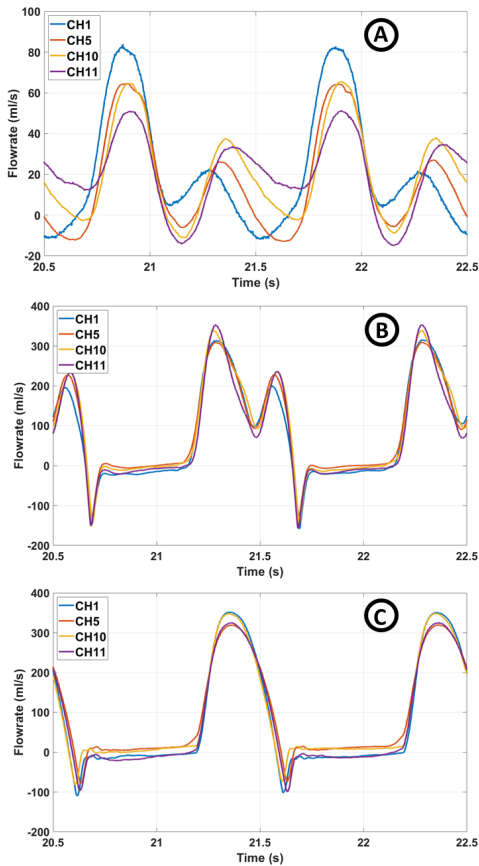 A
CH1
CH5
CH10
CH11
Flowrate (ml/s)
100
80
60
40
20
0
-20
20.5 21 21.5 22 22.5
Time (s)
B
CH1
CH5
CH10
CH11
Flowrate (ml/s)
400
300
200
100
0
-100
-200
20.5 21 21.5 22 22.5
Time (s)
C
CH1
CH5
CH10
CH11
Flowrate (ml/s)
400
300
200
100
0
-100
-200
20.5 21 21.5 22 22.5
Time (s)